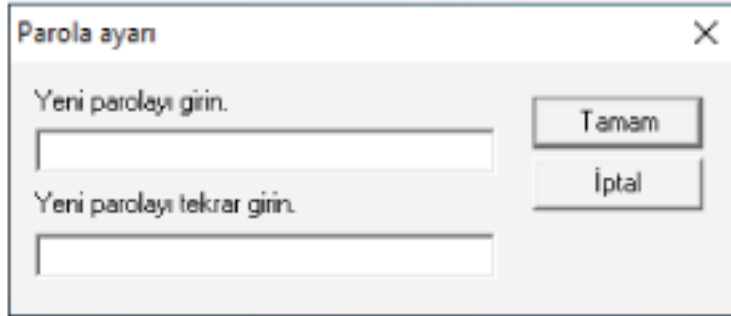 Parola ayarı
Yeni parolayı girin.
Tamam
İptal
Yeni parolayı tekrar girin.